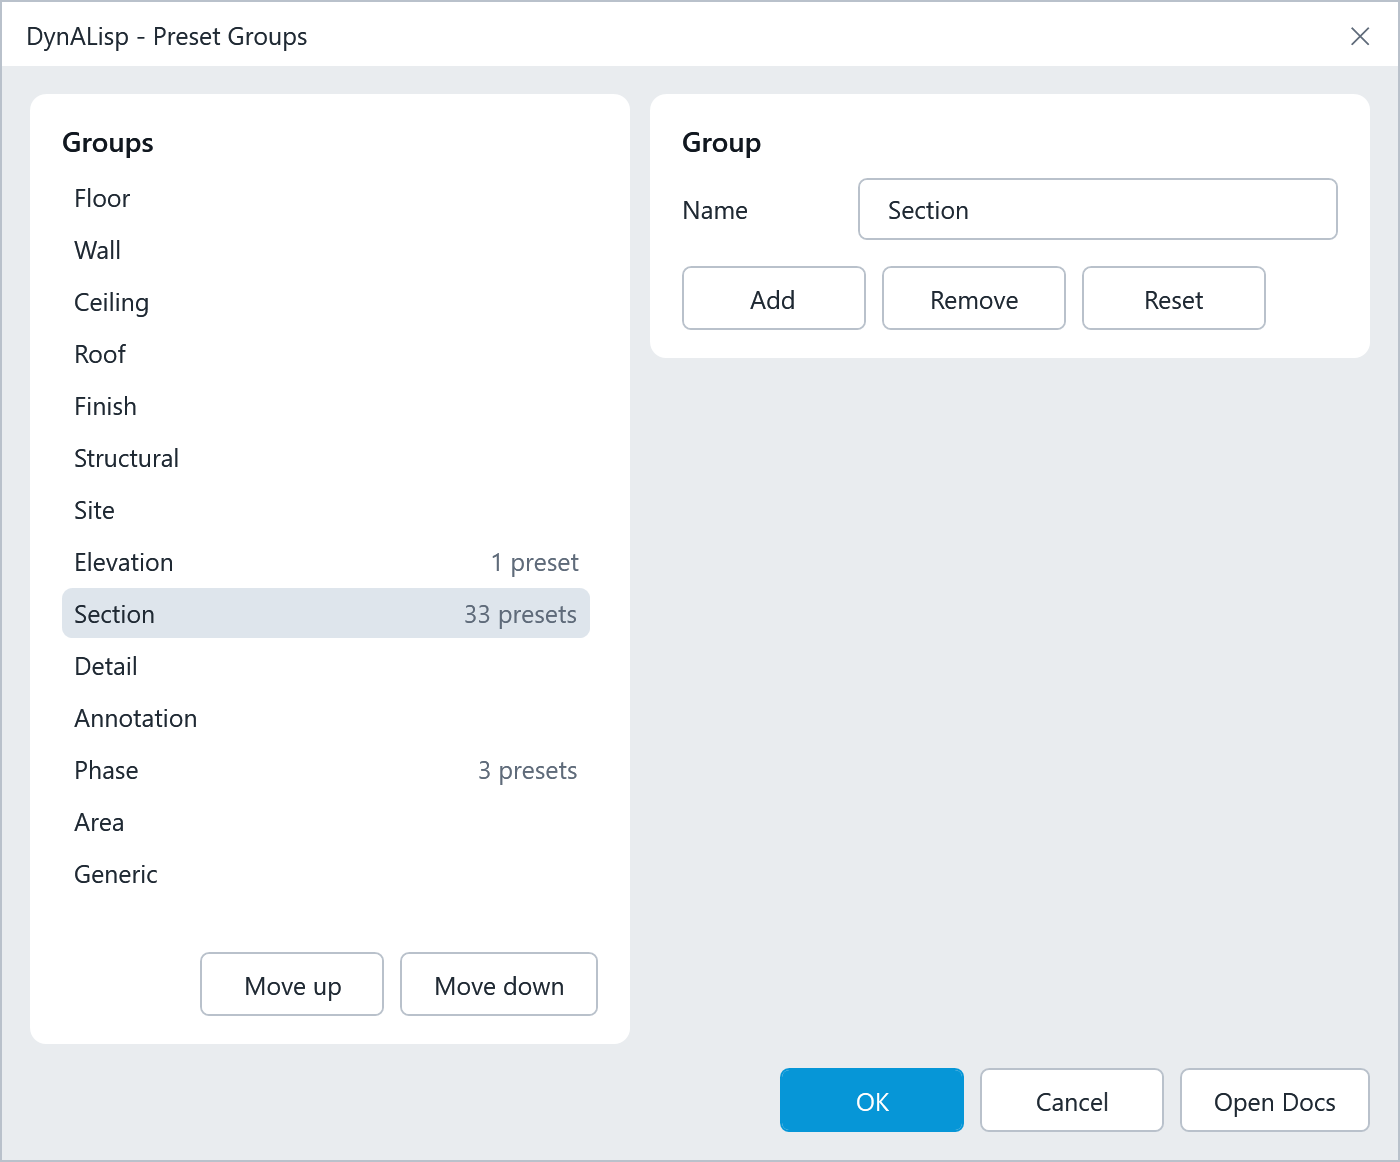 DynALisp - Preset Groups
Groups
Floor
Wall
Ceiling
Roof
Finish
Structural
Site
Elevation 1 preset
Section 33 presets
Detail
Annotation
Phase 3 presets
Area
Generic
Move up Move down
Group
Name Section
Add Remove Reset
OK Cancel Open Docs